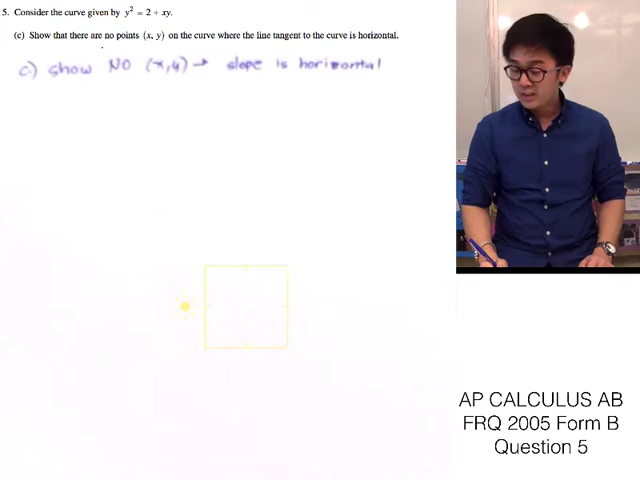 5. Consider the curve given by y² = 2 + xy.
(c) Show that there are no points (x, y) on the curve where the line tangent to the curve is horizontal.
c) show NO (x,y) → slope is horizontal
AP CALCULUS AB
FRQ 2005 Form B
Question 5